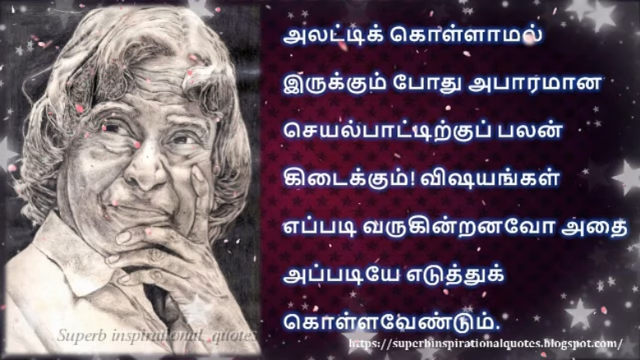 அலட்டிக் கொள்ளாமல்
இருக்கும் போது அபாரமான
செயல்பாட்டிற்குப் பலன்
கிடைக்கும்! விஷயங்கள்
எப்படி வருகின்றனவோ அதை
அப்படியே எடுத்துக்
கொள்ளவேண்டும்.
Superb inspirational quotes
https://superbinspirationalquotes.blogspot.com/